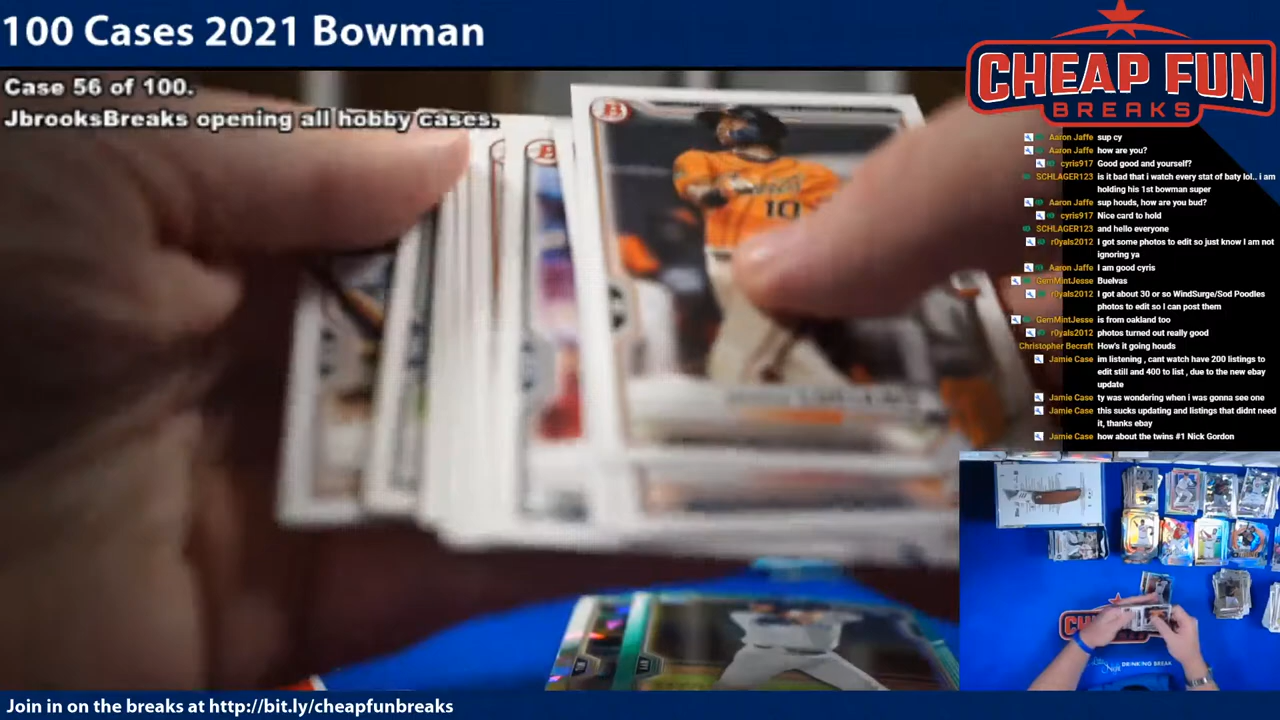 100 Cases 2021 Bowman
Case 56 of 100.
JbrooksBreaks opening all hobby cases.
CHEAP FUN
BREAKS
Aaron Jaffe sup cy
Aaron Jaffe how are you?
cyris917 Good good and yourself?
SCHLAGER123 is it bad that i watch every stat of baty lol.. i am
holding his 1st bowman super
Aaron Jaffe sup houds, how are you bud?
cyris917 Nice card to hold
SCHLAGER123 and hello everyone
r0yals2012 I got some photos to edit so just know I am not
ignoring ya
Aaron Jaffe I am good cyris
GemMintJesse Buelvas
r0yals2012 I got about 30 or so WindSurge/Sod Poodles
photos to edit so I can post them
GemMintJesse is from oakland too
r0yals2012 photos turned out really good
Christopher Becraft How's it going houds
Jamie Case im listening , cant watch have 200 listings to
edit still and 400 to list , due to the new ebay
update
Jamie Case ty was wondering when i was gonna see one
Jamie Case this sucks updating and listings that didnt need
it, thanks ebay
Jamie Case how about the twins #1 Nick Gordon
B
10
B
CHEAP FUN
DRINKING BREAK
Join in on the breaks at http://bit.ly/cheapfunbreaks